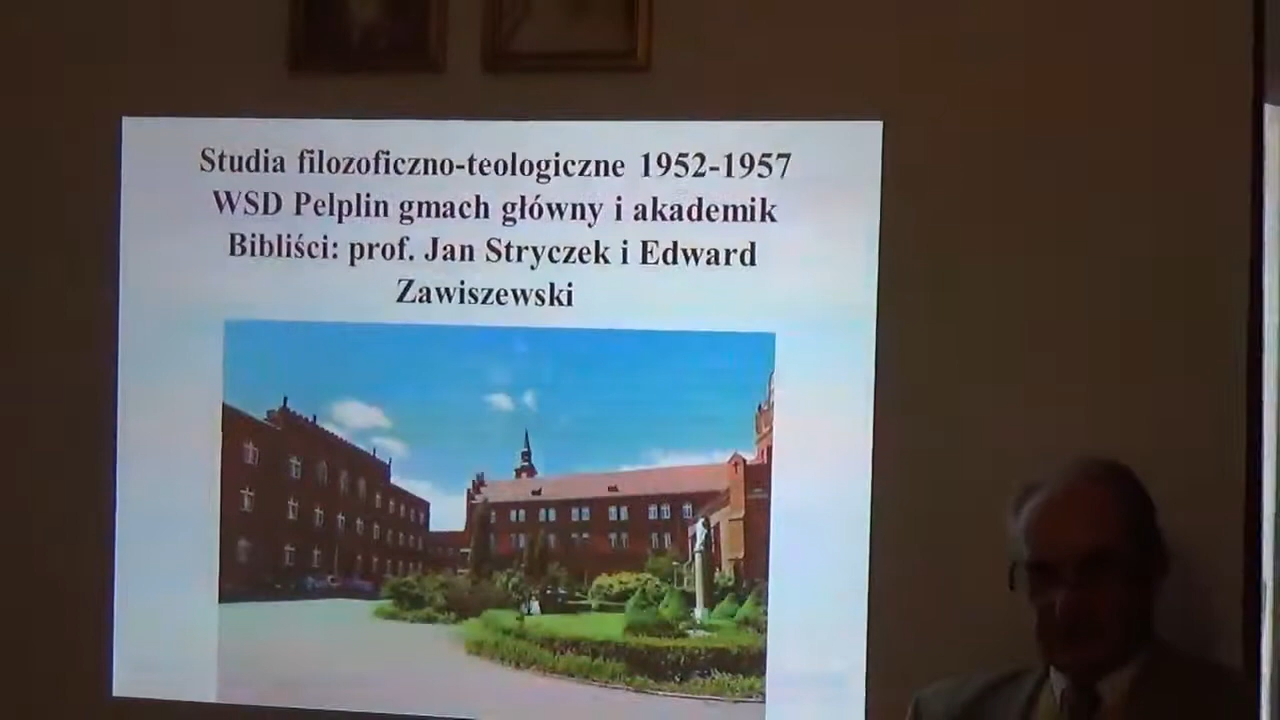 Studia filozoficzno-teologiczne 1952-1957
WSD Pelplin gmach główny i akademik
Bibliści: prof. Jan Stryczek i Edward
Zawiszewski